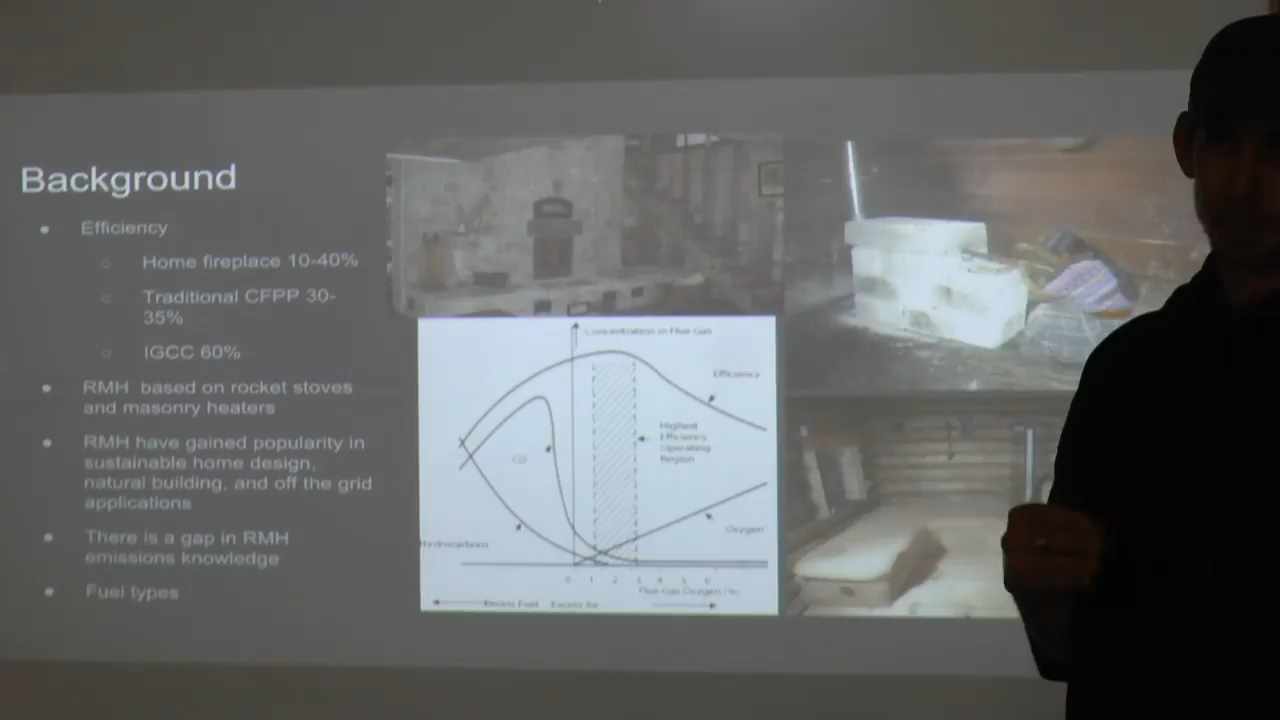 Background
Efficiency
Home fireplace 10-40%
Traditional CFPP 30-
35%
IGCC 60%
RMH based on rocket stoves
and masonry heaters
RMH have gained popularity in
sustainable home design,
natural building, and off the grid
applications
There is a gap in RMH
emissions knowledge
Fuel types
Concentration in Flue Gas
Efficiency
Highest
Efficiency
Operating
Region
CO
Oxygen
Hydrocarbons
0 1 2 3 4 5 6
Flue Gas Oxygen (%)
Excess Fuel Excess Air